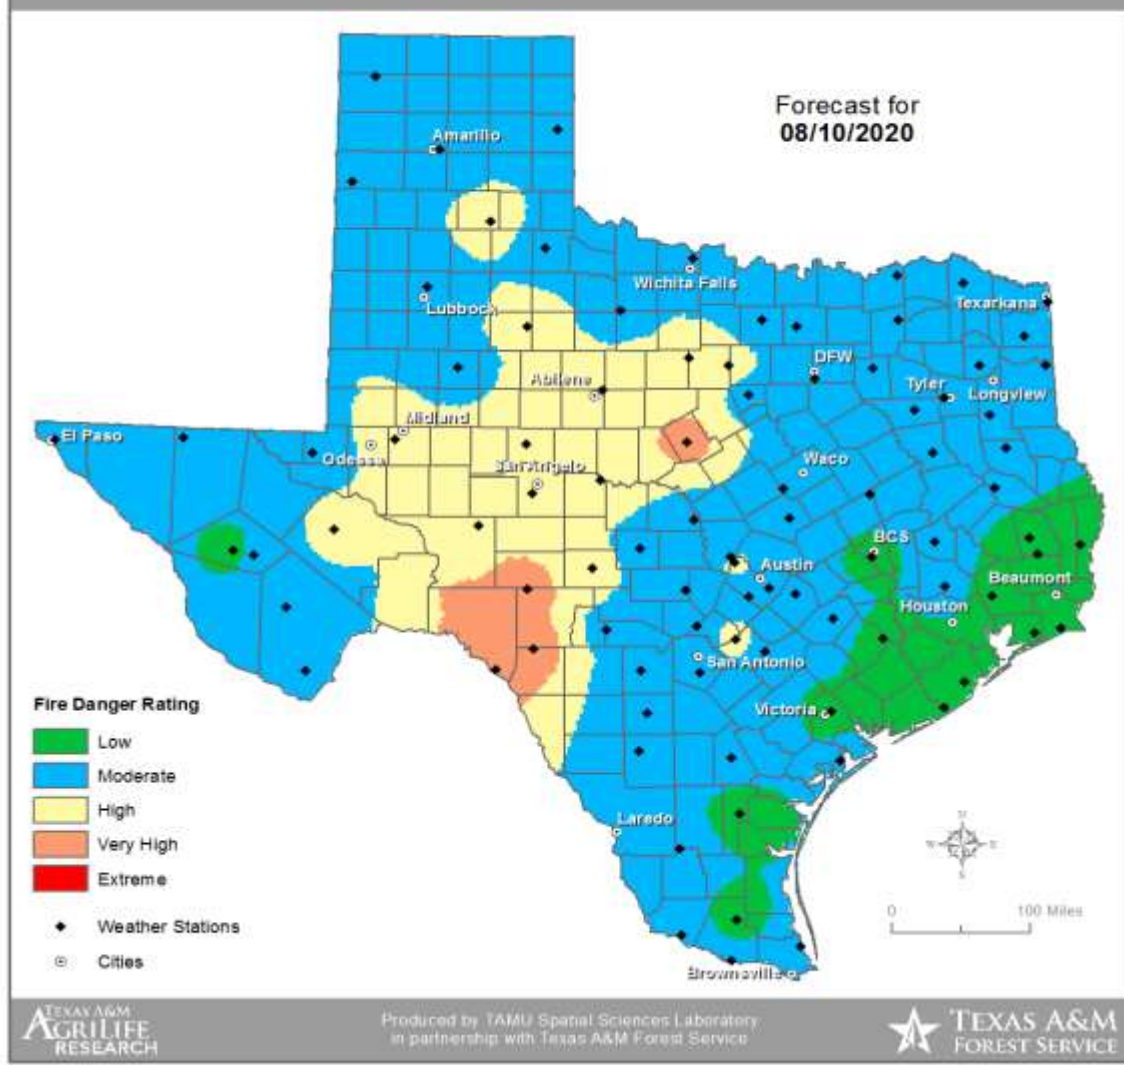 Forecast for
08/10/2020
Amarillo
Wichita Falls
Lubbock
Texarkana
DFW
Abilene
Tyler
Longview
Midland
El Paso
Odessa
Waco
San Angelo
BCS
Austin
Beaumont
Houston
San Antonio
Victoria
Laredo
Brownsville
Fire Danger Rating
Low
Moderate
High
Very High
Extreme
Weather Stations
Cities
N
W E
S
0 100 Miles
TEXAS A&M
AGRILIFE
RESEARCH
Produced by TAMU Spatial Sciences Laboratory
in partnership with Texas A&M Forest Service
TEXAS A&M
FOREST SERVICE